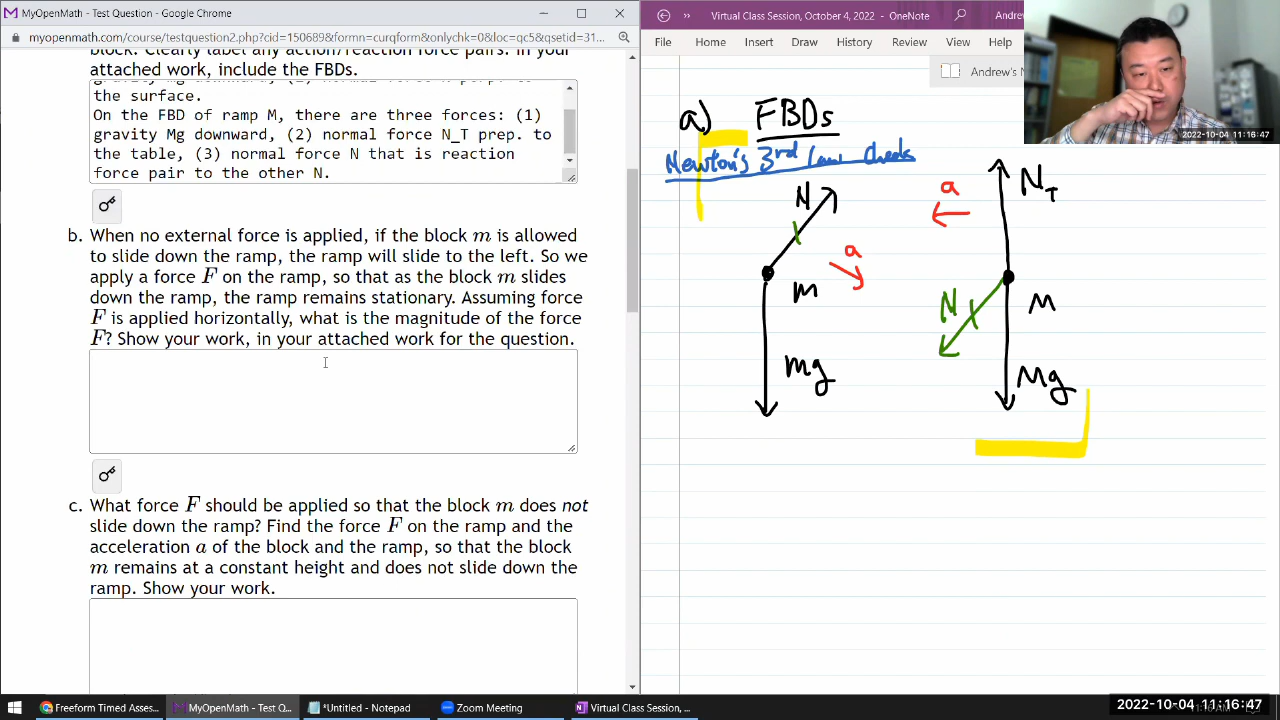 MyOpenMath - Test Question - Google Chrome
myopenmath.com/course/testquestion2.php?cid=150689&formn=curqform&onlychk=0&loc=qc5&qsetid=31...
block. Clearly label any action/reaction force pairs. In your
attached work, include the FBDs.
gravity mg downward, (2) normal force N perp. to
the surface.
On the FBD of ramp M, there are three forces: (1)
gravity Mg downward, (2) normal force N_T prep. to
the table, (3) normal force N that is reaction
force pair to the other N.
b. When no external force is applied, if the block m is allowed
to slide down the ramp, the ramp will slide to the left. So we
apply a force F on the ramp, so that as the block m slides
down the ramp, the ramp remains stationary. Assuming force
F is applied horizontally, what is the magnitude of the force
F? Show your work, in your attached work for the question.
c. What force F should be applied so that the block m does not
slide down the ramp? Find the force F on the ramp and the
acceleration a of the block and the ramp, so that the block
m remains at a constant height and does not slide down the
ramp. Show your work.
Virtual Class Session, October 4, 2022 - OneNote
Andrew
File Home Insert Draw History Review View Help
Andrew's N
a) FBDs
Newton's 3rd Law Checks
N
a
m
mg
a
N_T
N
M
Mg
2022-10-04 11:16:47
Freeform Timed Asses...
MyOpenMath - Test Q...
*Untitled - Notepad
Zoom Meeting
Virtual Class Session, ...
2022-10-04 11:16:47